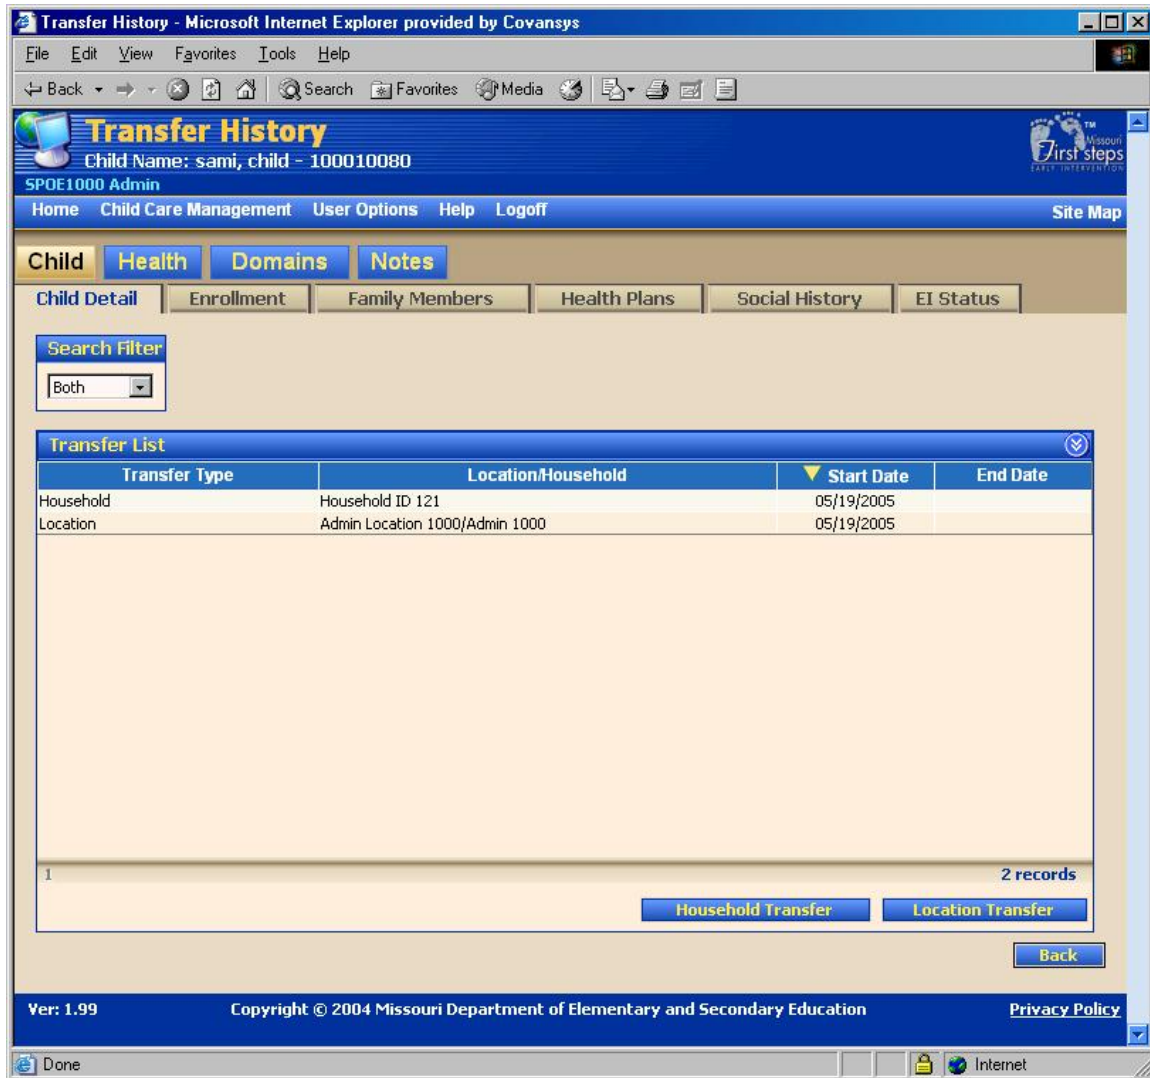 Transfer History - Microsoft Internet Explorer provided by Covansys
File Edit View Favorites Tools Help
Back Search Favorites Media
Transfer History
Child Name: sami, child - 100010080
SPOE1000 Admin
TM
Missouri
First steps
EARLY INTERVENTION
Home Child Care Management User Options Help Logoff Site Map
Child Health Domains Notes
Child Detail Enrollment Family Members Health Plans Social History EI Status
Search Filter
Both
Transfer List
Transfer Type Location/Household Start Date End Date
Household Household ID 121 05/19/2005
Location Admin Location 1000/Admin 1000 05/19/2005
1 2 records
Household Transfer Location Transfer
Back
Ver: 1.99 Copyright © 2004 Missouri Department of Elementary and Secondary Education Privacy Policy
Done Internet